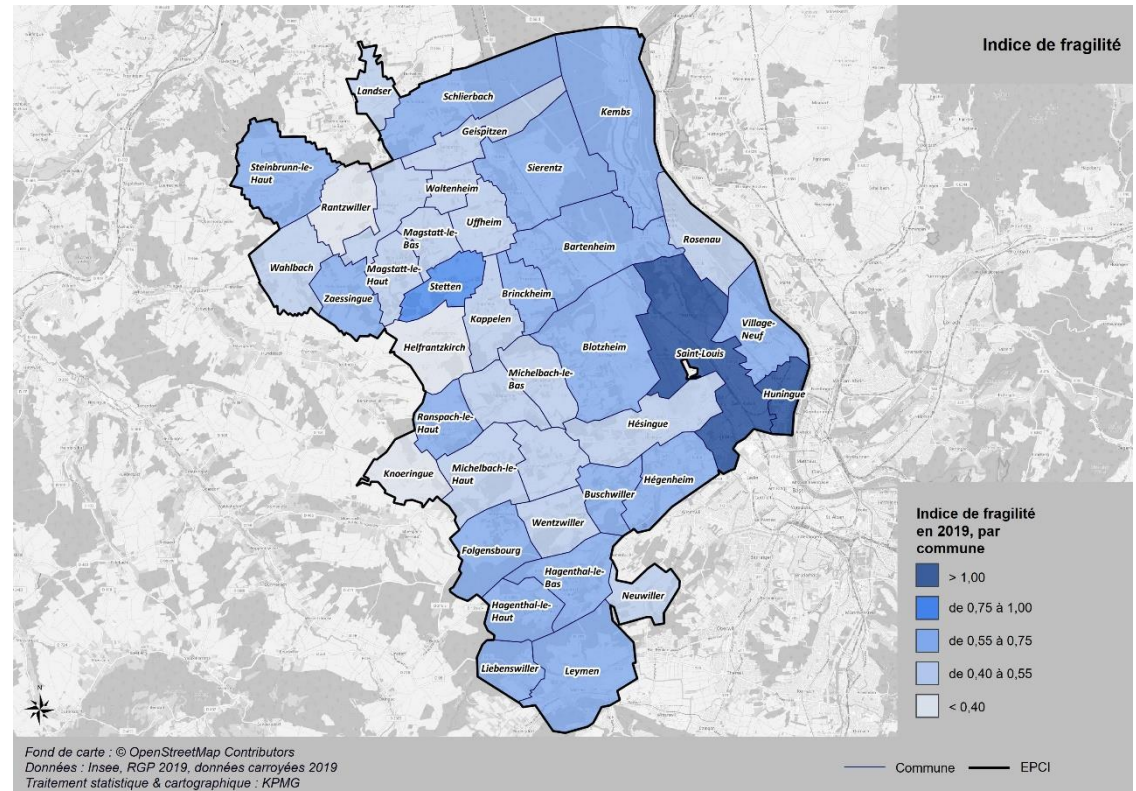 Indice de fragilité
Landser
Schlierbach
Kembs
Geispitzen
Steinbrunn-le-
Haut
Sierentz
Waltenheim
Rantzwiller
Uffheim
Magstatt-le-
Bas
Rosenau
Bartenheim
Wahlbach
Magstatt-le-
Haut
Stetten
Zaessingue
Brinckheim
Kappelen
Village-
Neuf
Helfrantzkirch
Blotzheim
Saint-Louis
Michelbach-le-
Bas
Huningue
Ranspach-le-
Haut
Hésingue
Knoeringue
Michelbach-le-
Haut
Hégenheim
Buschwiller
Wentzwiller
Folgensbourg
Hagenthal-le-
Bas
Neuwiller
Hagenthal-le-
Haut
Liebenswiller
Leymen
Indice de fragilité
en 2019, par
commune
> 1,00
de 0,75 à 1,00
de 0,55 à 0,75
de 0,40 à 0,55
< 0,40
N
Fond de carte : © OpenStreetMap Contributors
Données : Insee, RGP 2019, données carroyées 2019
Traitement statistique & cartographique : KPMG
Commune
EPCI